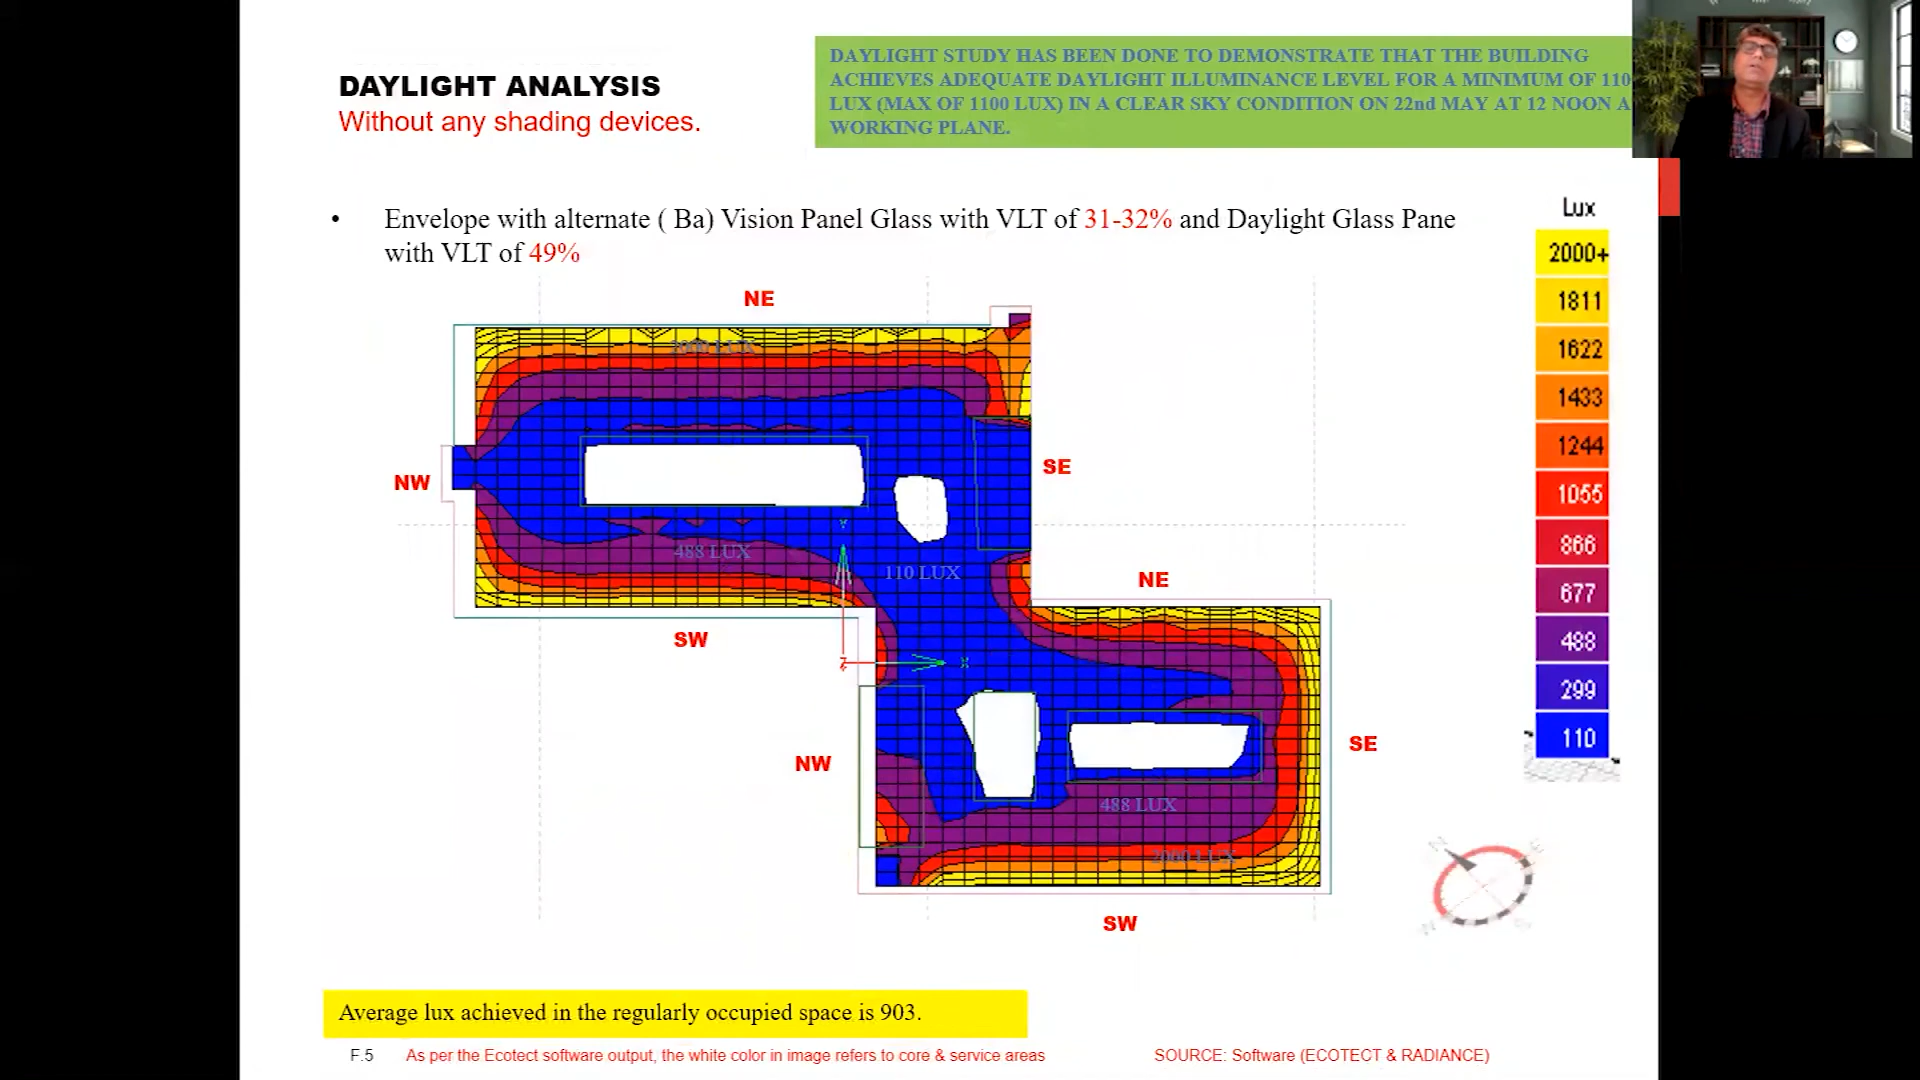 DAYLIGHT ANALYSIS
Without any shading devices.
DAYLIGHT STUDY HAS BEEN DONE TO DEMONSTRATE THAT THE BUILDING
ACHIEVES ADEQUATE DAYLIGHT ILLUMINANCE LEVEL FOR A MINIMUM OF 110
LUX (MAX OF 1100 LUX) IN A CLEAR SKY CONDITION ON 22nd MAY AT 12 NOON A
WORKING PLANE.
• Envelope with alternate ( Ba) Vision Panel Glass with VLT of 31-32% and Daylight Glass Pane
with VLT of 49%
Lux
2000+
1811
1622
1433
1244
1055
866
677
488
299
110
NE
2000 LUX
NW
SE
488 LUX
Y
110 LUX
NE
SW
Z
X
NW
SE
488 LUX
2000 LUX
SW
N
Average lux achieved in the regularly occupied space is 903.
F.5 As per the Ecotect software output, the white color in image refers to core & service areas
SOURCE: Software (ECOTECT & RADIANCE)